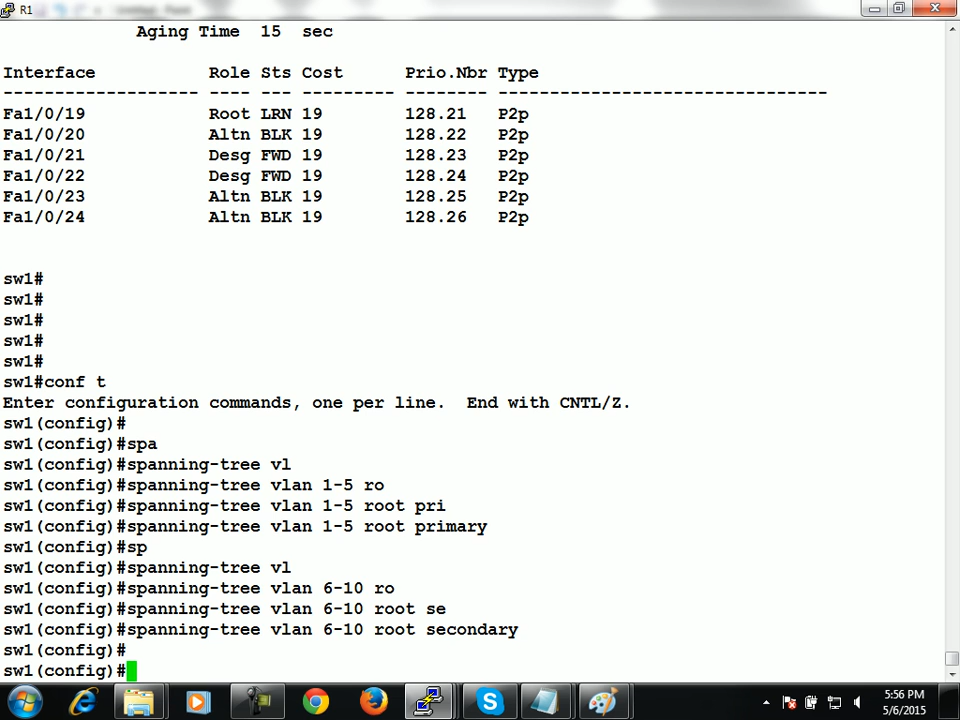 R1
Aging Time 15 sec
Interface Role Sts Cost Prio.Nbr Type
------------------- ---- --- --------- -------- --------------------------------
Fa1/0/19 Root LRN 19 128.21 P2p
Fa1/0/20 Altn BLK 19 128.22 P2p
Fa1/0/21 Desg FWD 19 128.23 P2p
Fa1/0/22 Desg FWD 19 128.24 P2p
Fa1/0/23 Altn BLK 19 128.25 P2p
Fa1/0/24 Altn BLK 19 128.26 P2p
sw1#
sw1#
sw1#
sw1#
sw1#
sw1#conf t
Enter configuration commands, one per line. End with CNTL/Z.
sw1(config)#
sw1(config)#spa
sw1(config)#spanning-tree vl
sw1(config)#spanning-tree vlan 1-5 ro
sw1(config)#spanning-tree vlan 1-5 root pri
sw1(config)#spanning-tree vlan 1-5 root primary
sw1(config)#sp
sw1(config)#spanning-tree vl
sw1(config)#spanning-tree vlan 6-10 ro
sw1(config)#spanning-tree vlan 6-10 root se
sw1(config)#spanning-tree vlan 6-10 root secondary
sw1(config)#
sw1(config)#
5:56 PM
5/6/2015